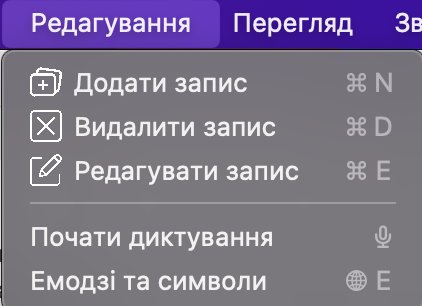 Редагування Перегляд Зв
Додати запис ⌘ N
Видалити запис ⌘ D
Редагувати запис ⌘ E
Почати диктування
Емодзі та символи E